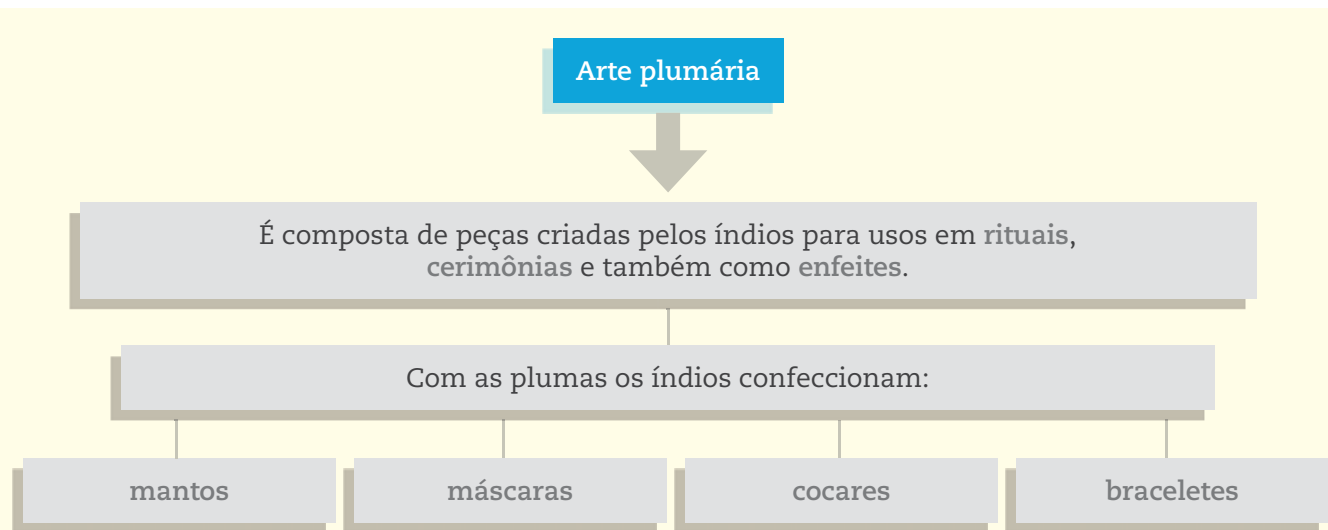 Arte plumária
É composta de peças criadas pelos índios para usos em rituais,
cerimônias e também como enfeites.
Com as plumas os índios confeccionam:
mantos
máscaras
cocares
braceletes